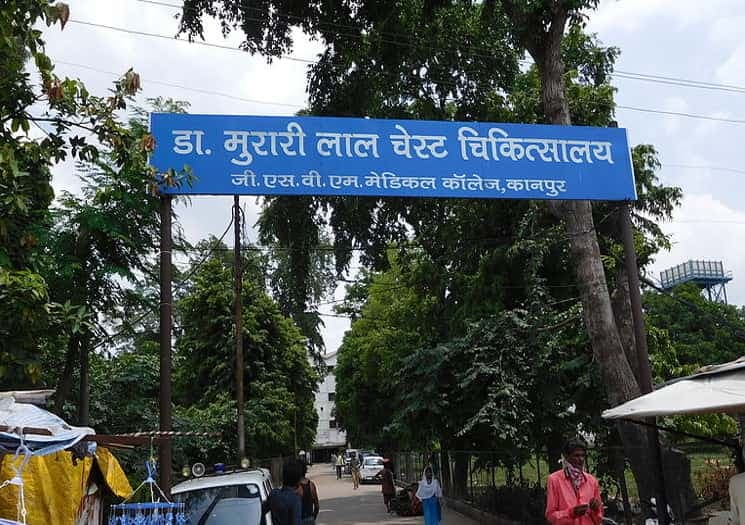 डा. मुरारी लाल चेस्ट चिकित्सालय
जी.एस.वी.एम.मेडिकल कॉलेज,कानपुर